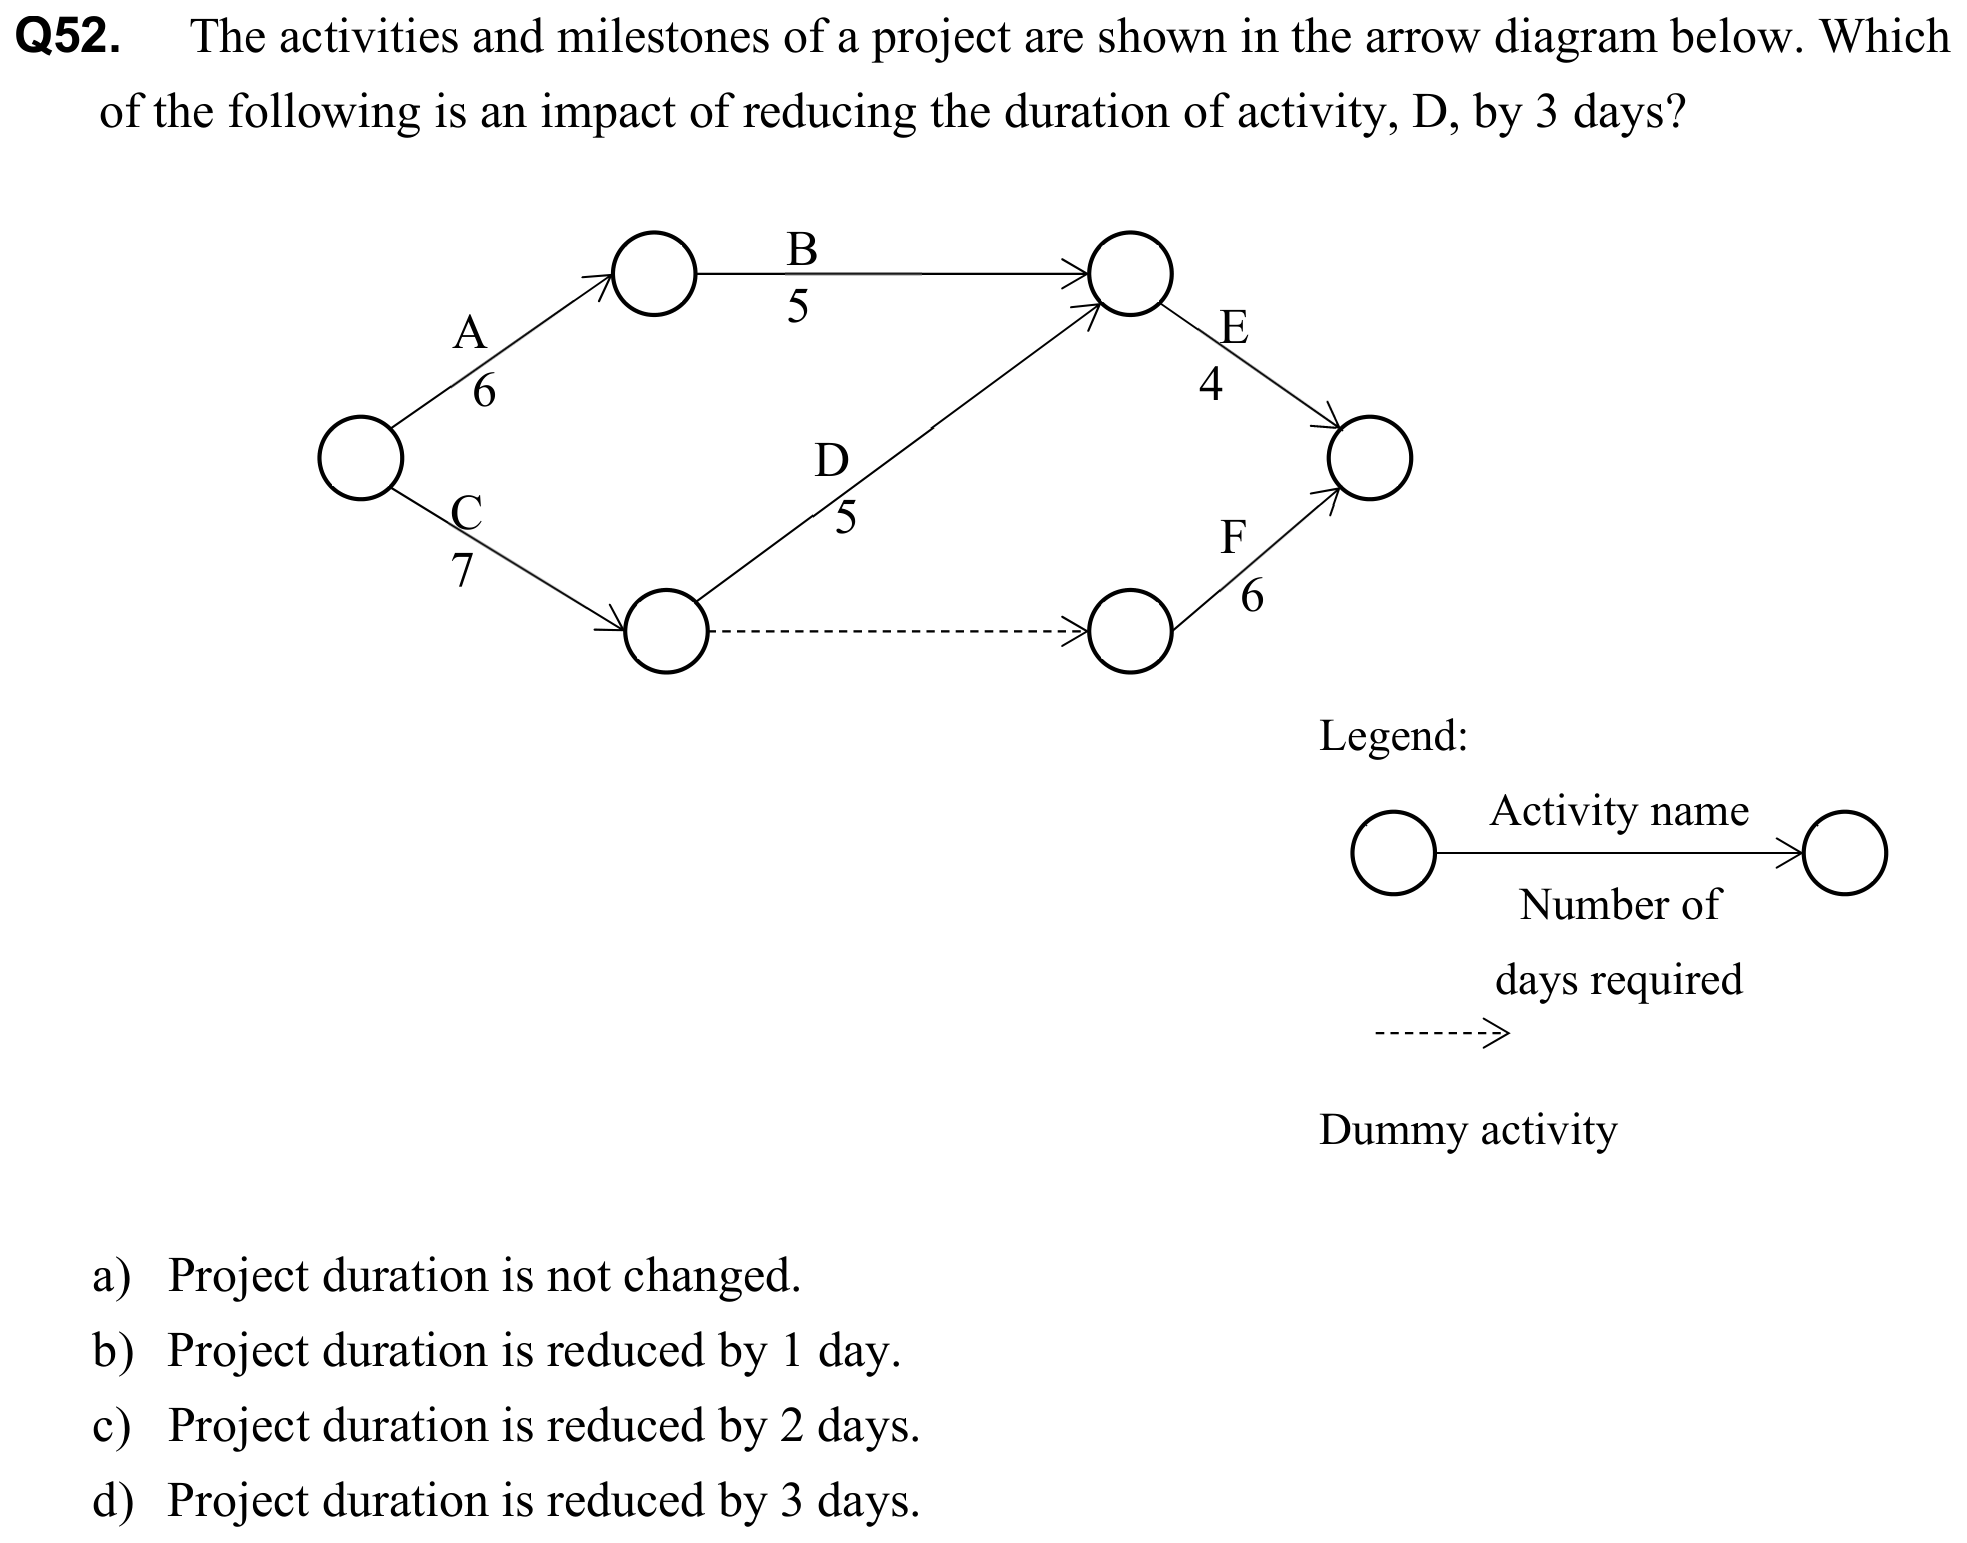 Q52. The activities and milestones of a project are shown in the arrow diagram below. Which
of the following is an impact of reducing the duration of activity, D, by 3 days?
B
5
A
6
E
4
D
5
C
7
F
6
Legend:
Activity name
Number of
days required
Dummy activity
a) Project duration is not changed.
b) Project duration is reduced by 1 day.
c) Project duration is reduced by 2 days.
d) Project duration is reduced by 3 days.